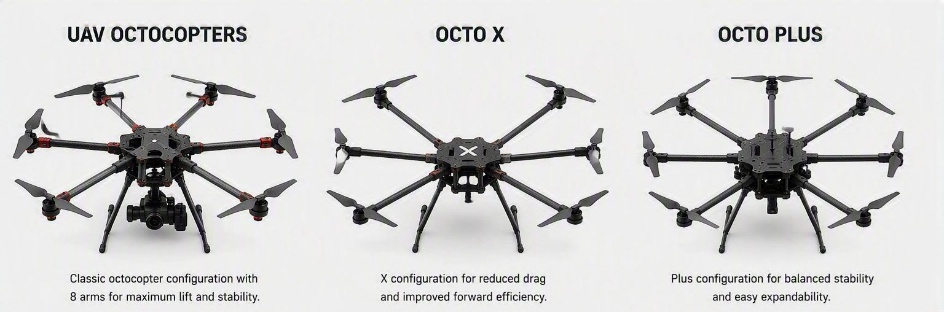 UAV OCTOCOPTERS
Classic octocopter configuration with
8 arms for maximum lift and stability.
OCTO X
X
X configuration for reduced drag
and improved forward efficiency.
OCTO PLUS
Plus configuration for balanced stability
and easy expandability.